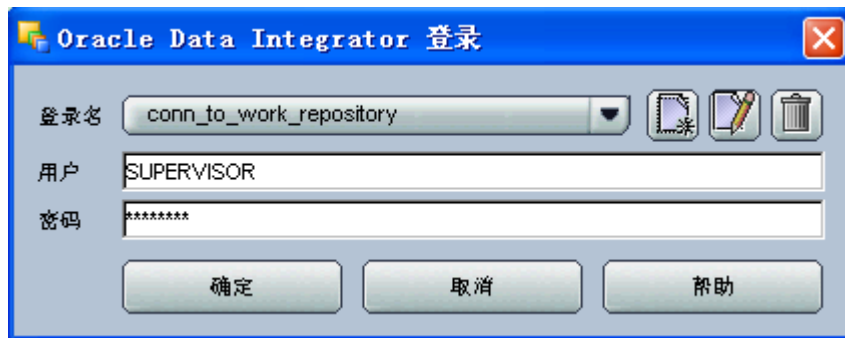 Oracle Data Integrator 登录
登录名 conn_to_work_repository
用户 SUPERVISOR
密码 ********
确定 取消 帮助